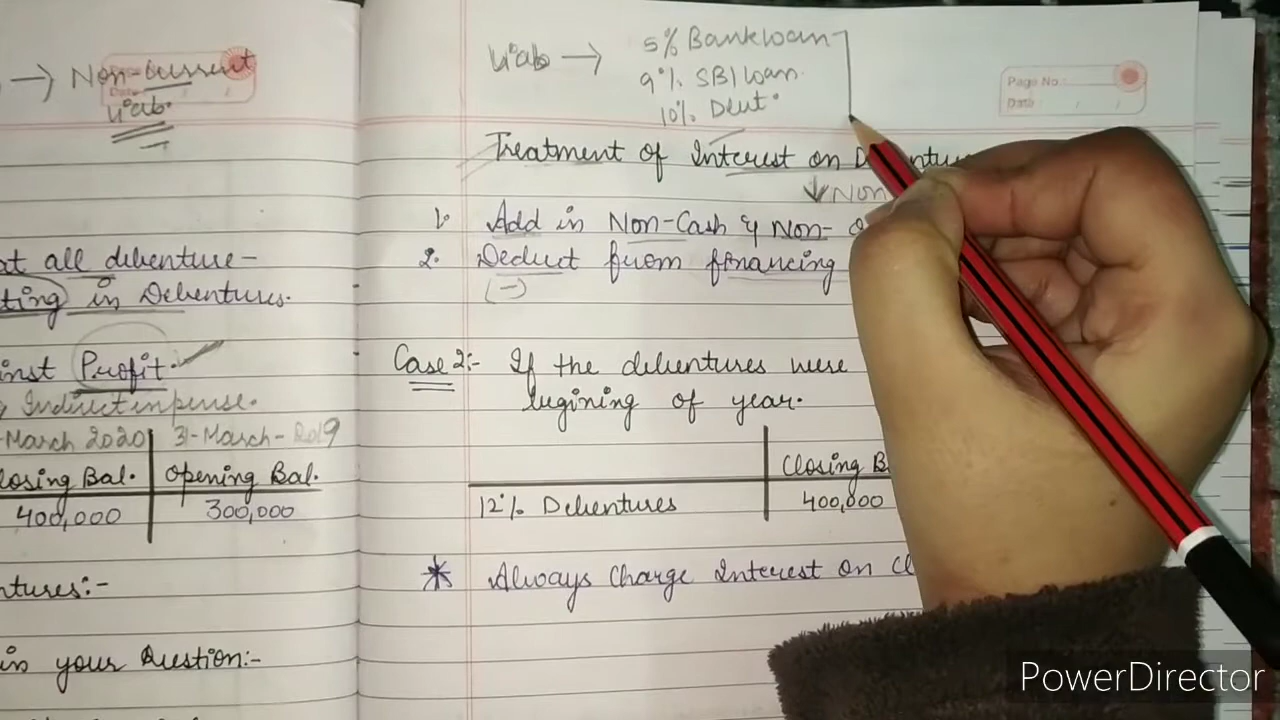 → Non-Current
Liab.
at all debenture-
ting in Debentures.
inst Profit.
Indirect expense.
March 2020 31-March-2019
losing Bal. Opening Bal.
400,000 300,000
ntures:-
in your Question:-
Liab → 5% Bank Loan
9% SBI Loan.
10% Deut.
Page No :
Date : / /
Treatment of Interest on D
↓ Non
1. Add in Non-Cash & Non-
2. Deduct from financing
(-)
Case 2:- If the debentures were
begining of year.
Closing B
12% Debentures 400,000
* Always Charge Interest on Cl
PowerDirector